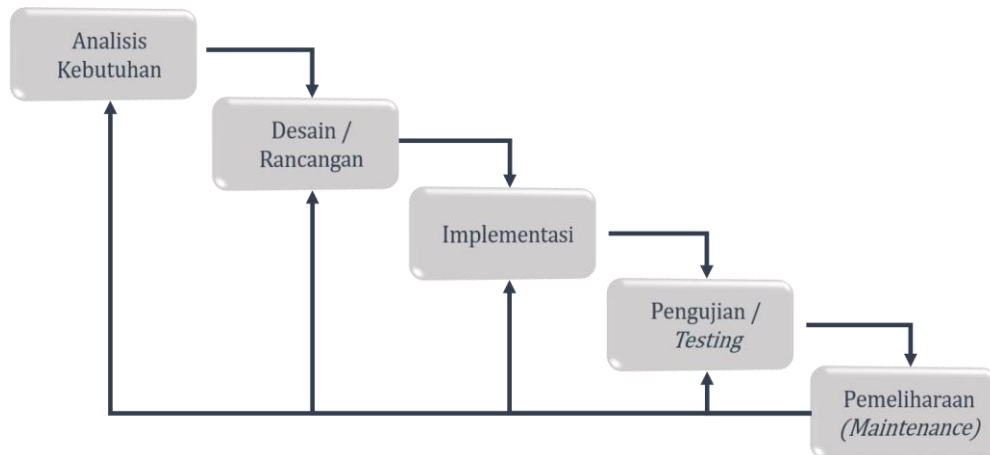 Analisis
Kebutuhan
Desain /
Rancangan
Implementasi
Pengujian /
Testing
Pemeliharaan
(Maintenance)